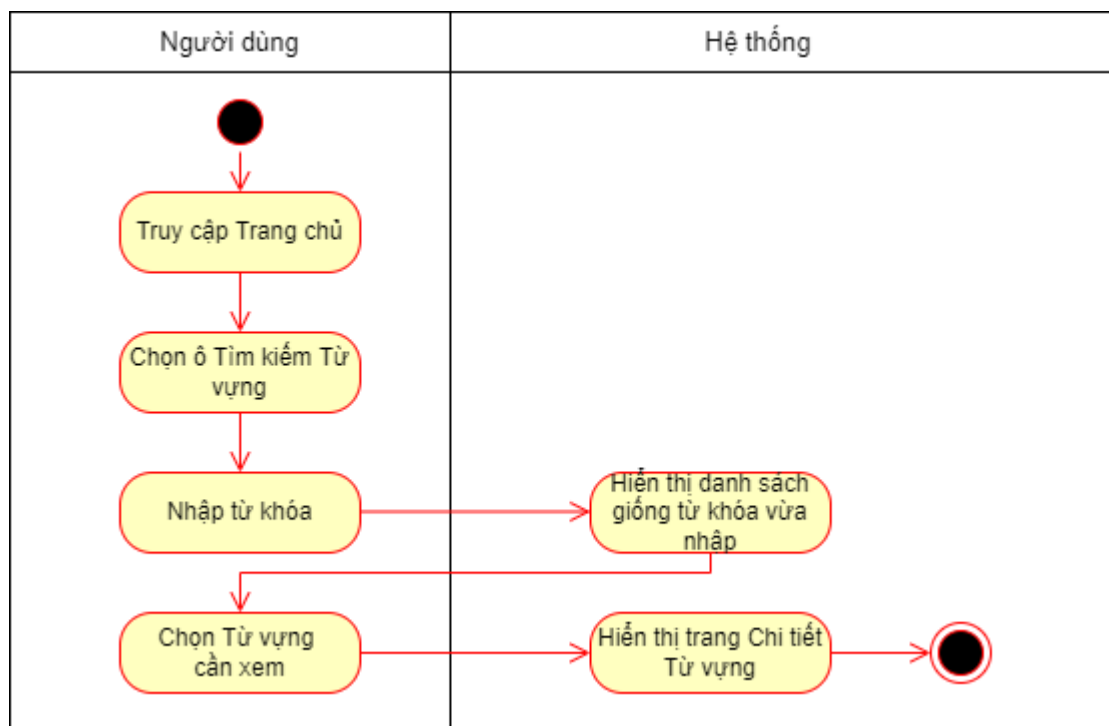 Người dùng
Hệ thống
Truy cập Trang chủ
Chọn ô Tìm kiếm Từ
vựng
Nhập từ khóa
Hiển thị danh sách
giống từ khóa vừa
nhập
Chọn Từ vựng
cần xem
Hiển thị trang Chi tiết
Từ vựng